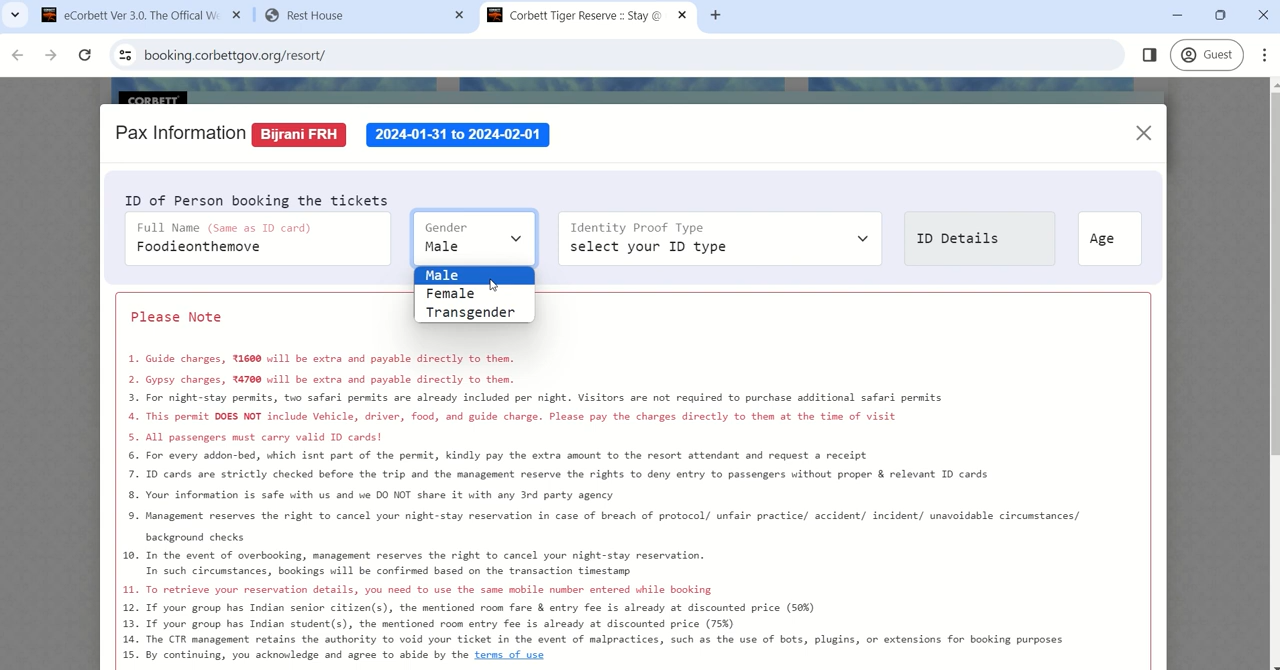 eCorbett Ver 3.0. The Offical W
Rest House
Corbett Tiger Reserve :: Stay @
booking.corbettgov.org/resort/
Guest
CORBETT
Pax Information Bijrani FRH 2024-01-31 to 2024-02-01
ID of Person booking the tickets
Full Name (Same as ID card)
Foodieonthemove
Gender
Male
Identity Proof Type
select your ID type
ID Details
Age
Male
Female
Transgender
Please Note
1. Guide charges, ₹1600 will be extra and payable directly to them.
2. Gypsy charges, ₹4700 will be extra and payable directly to them.
3. For night-stay permits, two safari permits are already included per night. Visitors are not required to purchase additional safari permits
4. This permit DOES NOT include Vehicle, driver, food, and guide charge. Please pay the charges directly to them at the time of visit
5. All passengers must carry valid ID cards!
6. For every addon-bed, which isnt part of the permit, kindly pay the extra amount to the resort attendant and request a receipt
7. ID cards are strictly checked before the trip and the management reserve the rights to deny entry to passengers without proper & relevant ID cards
8. Your information is safe with us and we DO NOT share it with any 3rd party agency
9. Management reserves the right to cancel your night-stay reservation in case of breach of protocol/ unfair practice/ accident/ incident/ unavoidable circumstances/
background checks
10. In the event of overbooking, management reserves the right to cancel your night-stay reservation.
In such circumstances, bookings will be confirmed based on the transaction timestamp
11. To retrieve your reservation details, you need to use the same mobile number entered while booking
12. If your group has Indian senior citizen(s), the mentioned room fare & entry fee is already at discounted price (50%)
13. If your group has Indian student(s), the mentioned room entry fee is already at discounted price (75%)
14. The CTR management retains the authority to void your ticket in the event of malpractices, such as the use of bots, plugins, or extensions for booking purposes
15. By continuing, you acknowledge and agree to abide by the terms of use